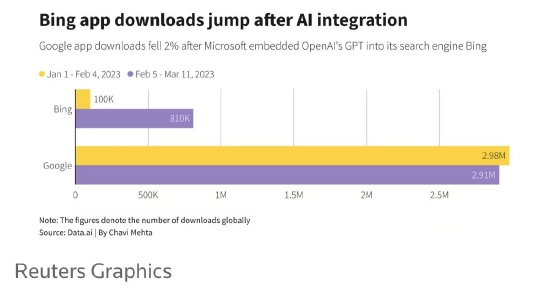 Bing app downloads jump after AI integration
Google app downloads fell 2% after Microsoft embedded OpenAI's GPT into its search engine Bing
Jan 1 - Feb 4, 2023 Feb 5 - Mar 11, 2023
Bing
100K
810K
Google
2.98M
2.91M
0 500K 1M 1.5M 2M 2.5M
Note: The figures denote the number of downloads globally
Source: Data.ai | By Chavi Mehta
Reuters Graphics